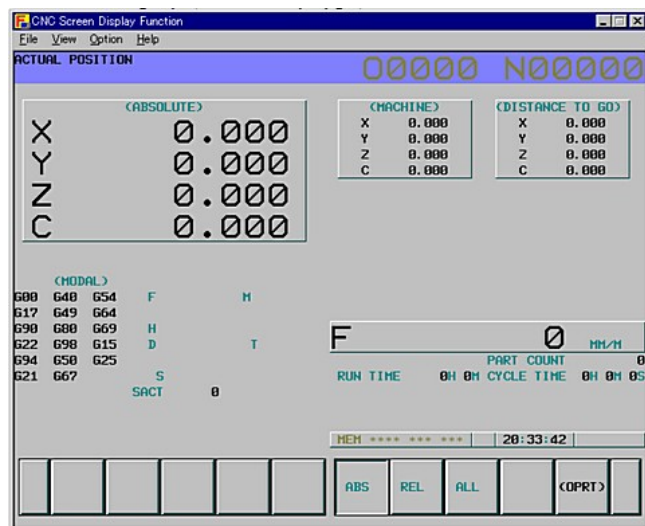 CNC Screen Display Function
File View Option Help
ACTUAL POSITION
O0000 N00000
(ABSOLUTE)
X 0.000
Y 0.000
Z 0.000
C 0.000
(MACHINE)
X 0.000
Y 0.000
Z 0.000
C 0.000
(DISTANCE TO GO)
X 0.000
Y 0.000
Z 0.000
C 0.000
(MODAL)
G00 G40 G54 F M
G17 G49 G64
G90 G80 G69 H
G22 G98 G15 D T
G94 G50 G25
G21 G67 S
SACT 0
F 0 MM/M
PART COUNT 0
RUN TIME 0H 0M CYCLE TIME 0H 0M 0S
MEM **** *** ***
20:33:42
ABS REL ALL (OPRT)